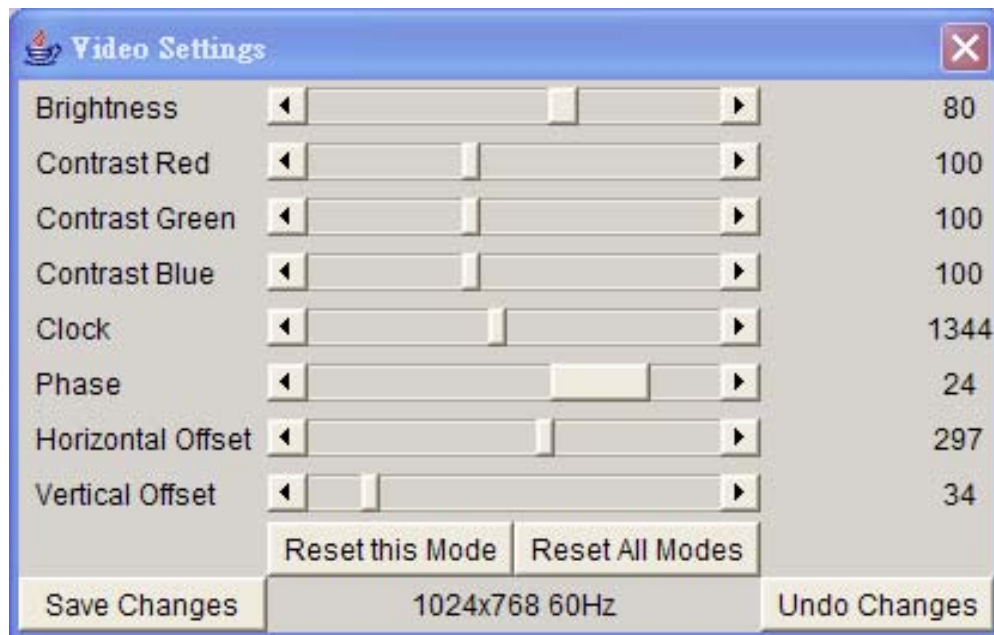 Video Settings
Brightness 80
Contrast Red 100
Contrast Green 100
Contrast Blue 100
Clock 1344
Phase 24
Horizontal Offset 297
Vertical Offset 34
Reset this Mode Reset All Modes
Save Changes 1024x768 60Hz Undo Changes